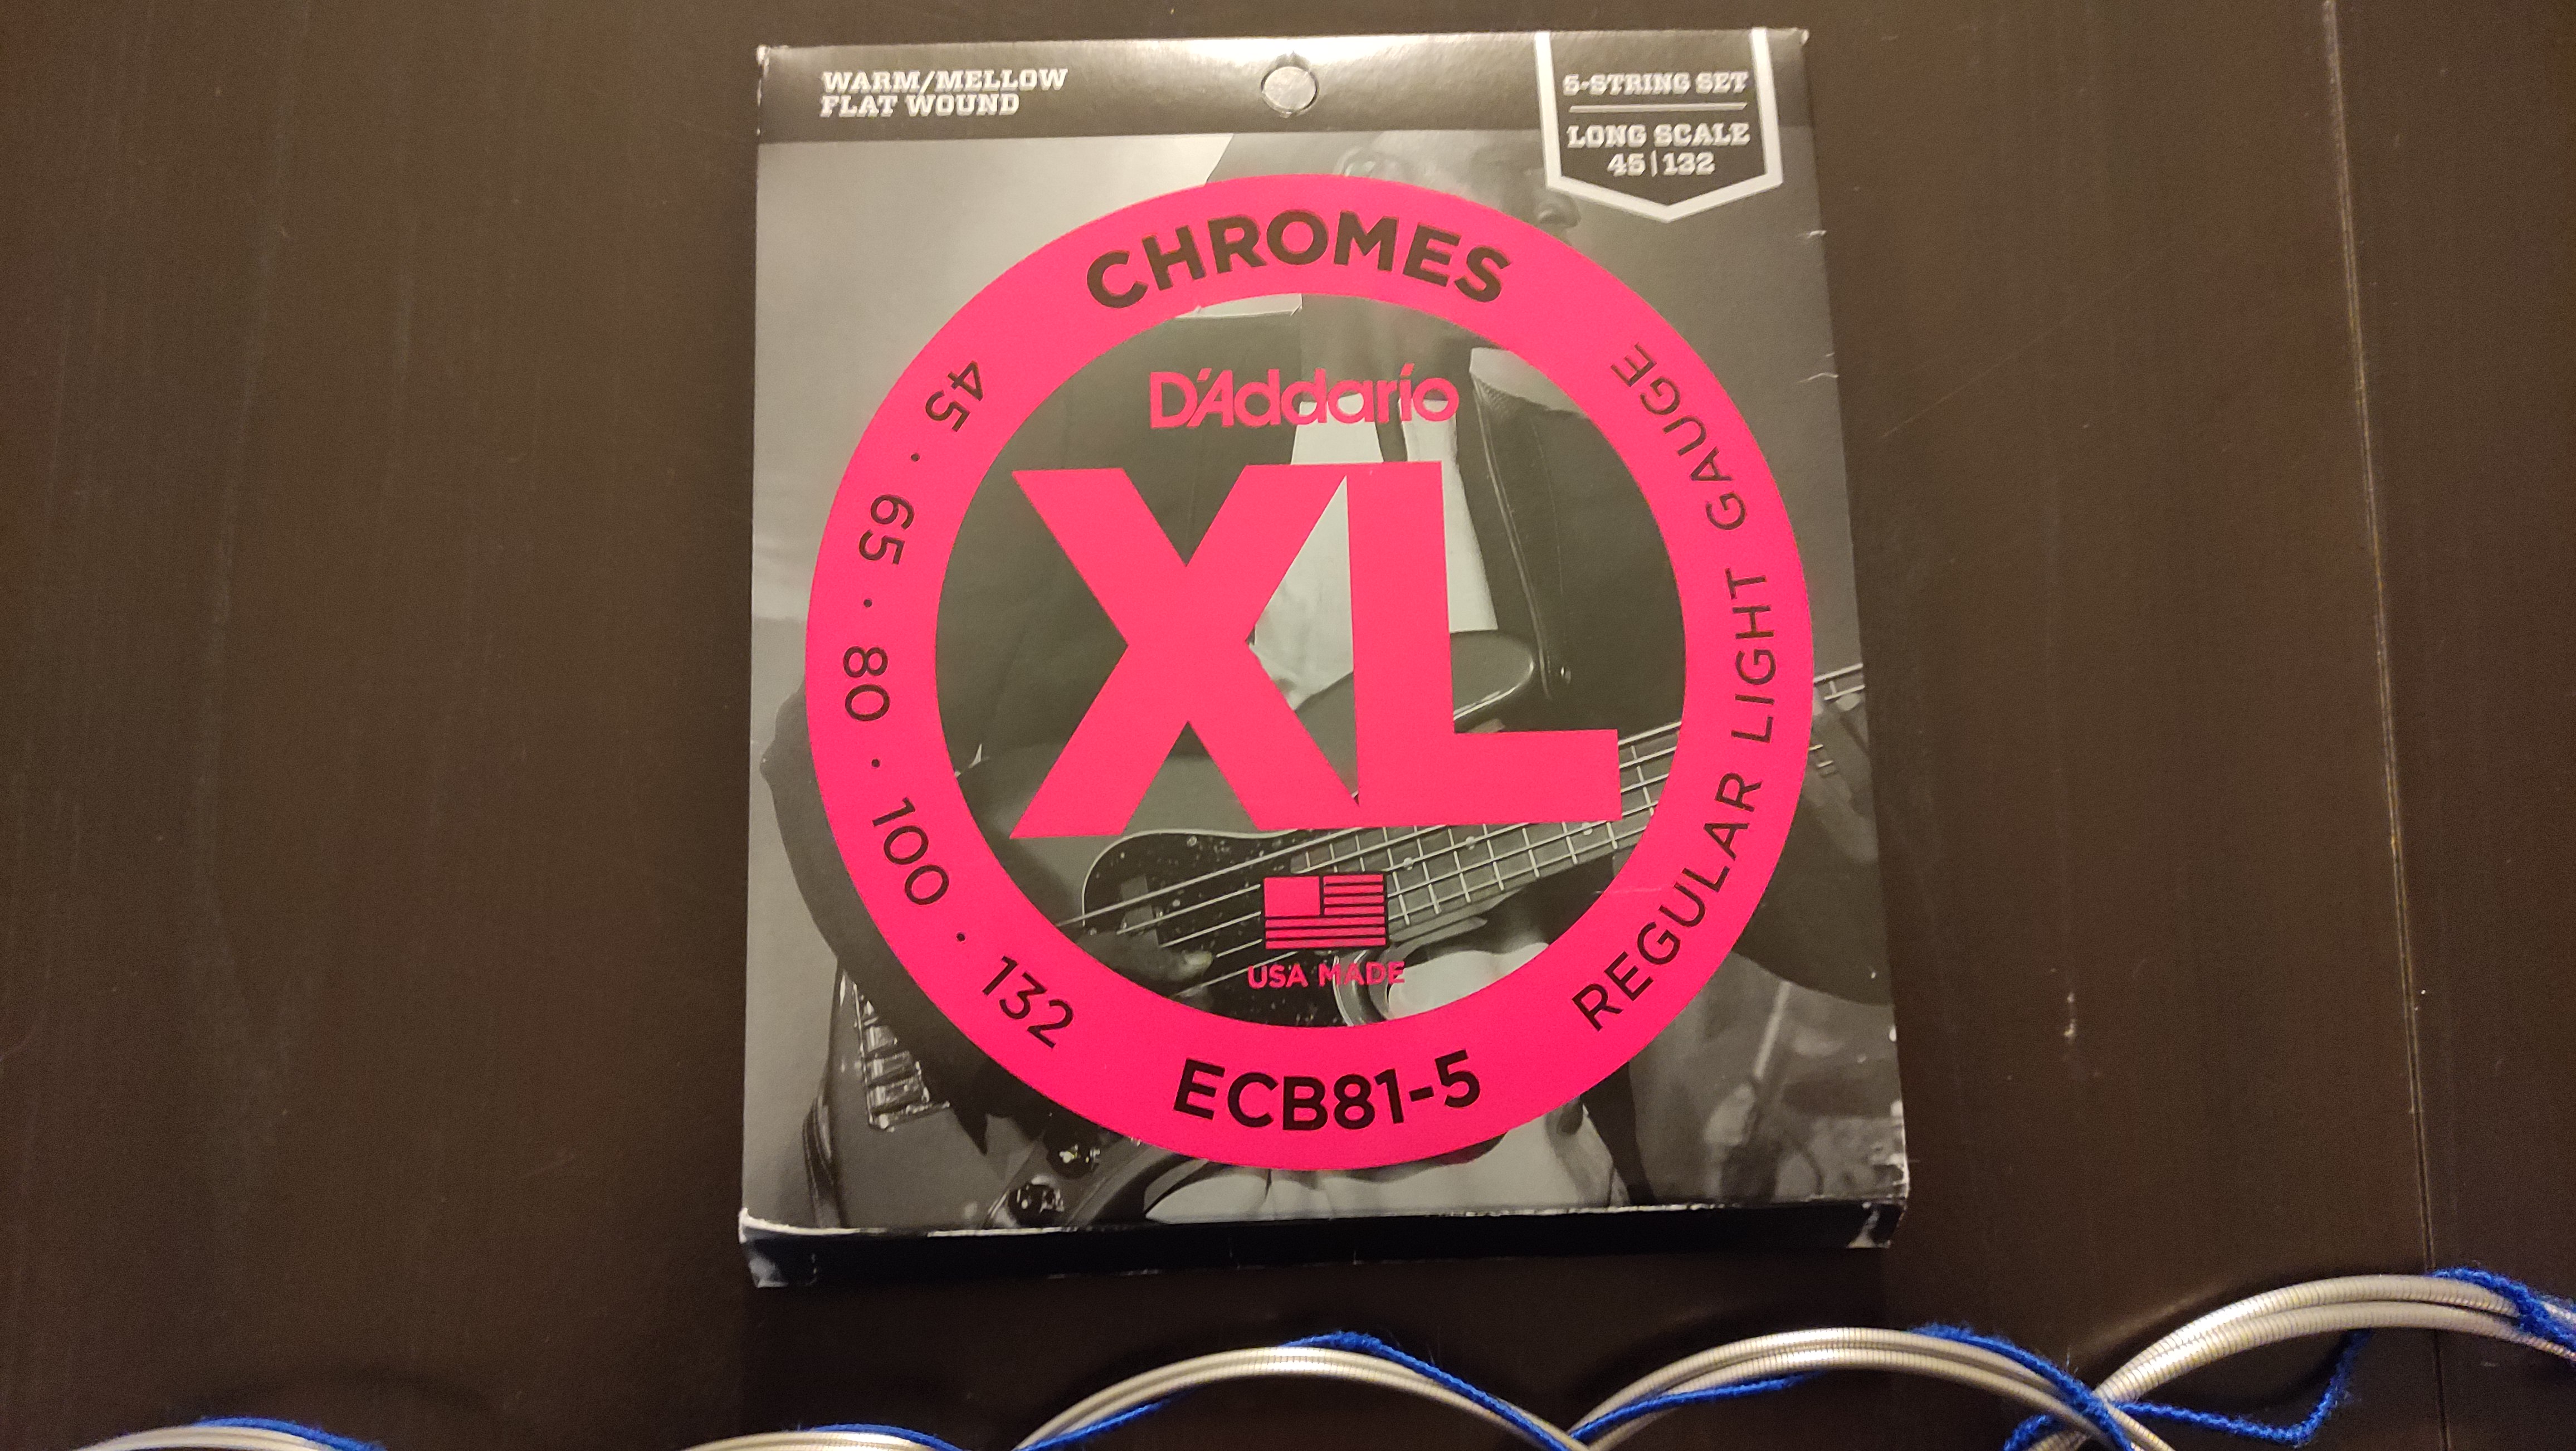 WARM/MELLOW
FLAT WOUND
5-STRING SET
LONG SCALE
45|132
CHROMES
D'Addario
XL
USA MADE
45 · 65 · 80 · 100 · 132
ECB81-5
REGULAR LIGHT GAUGE